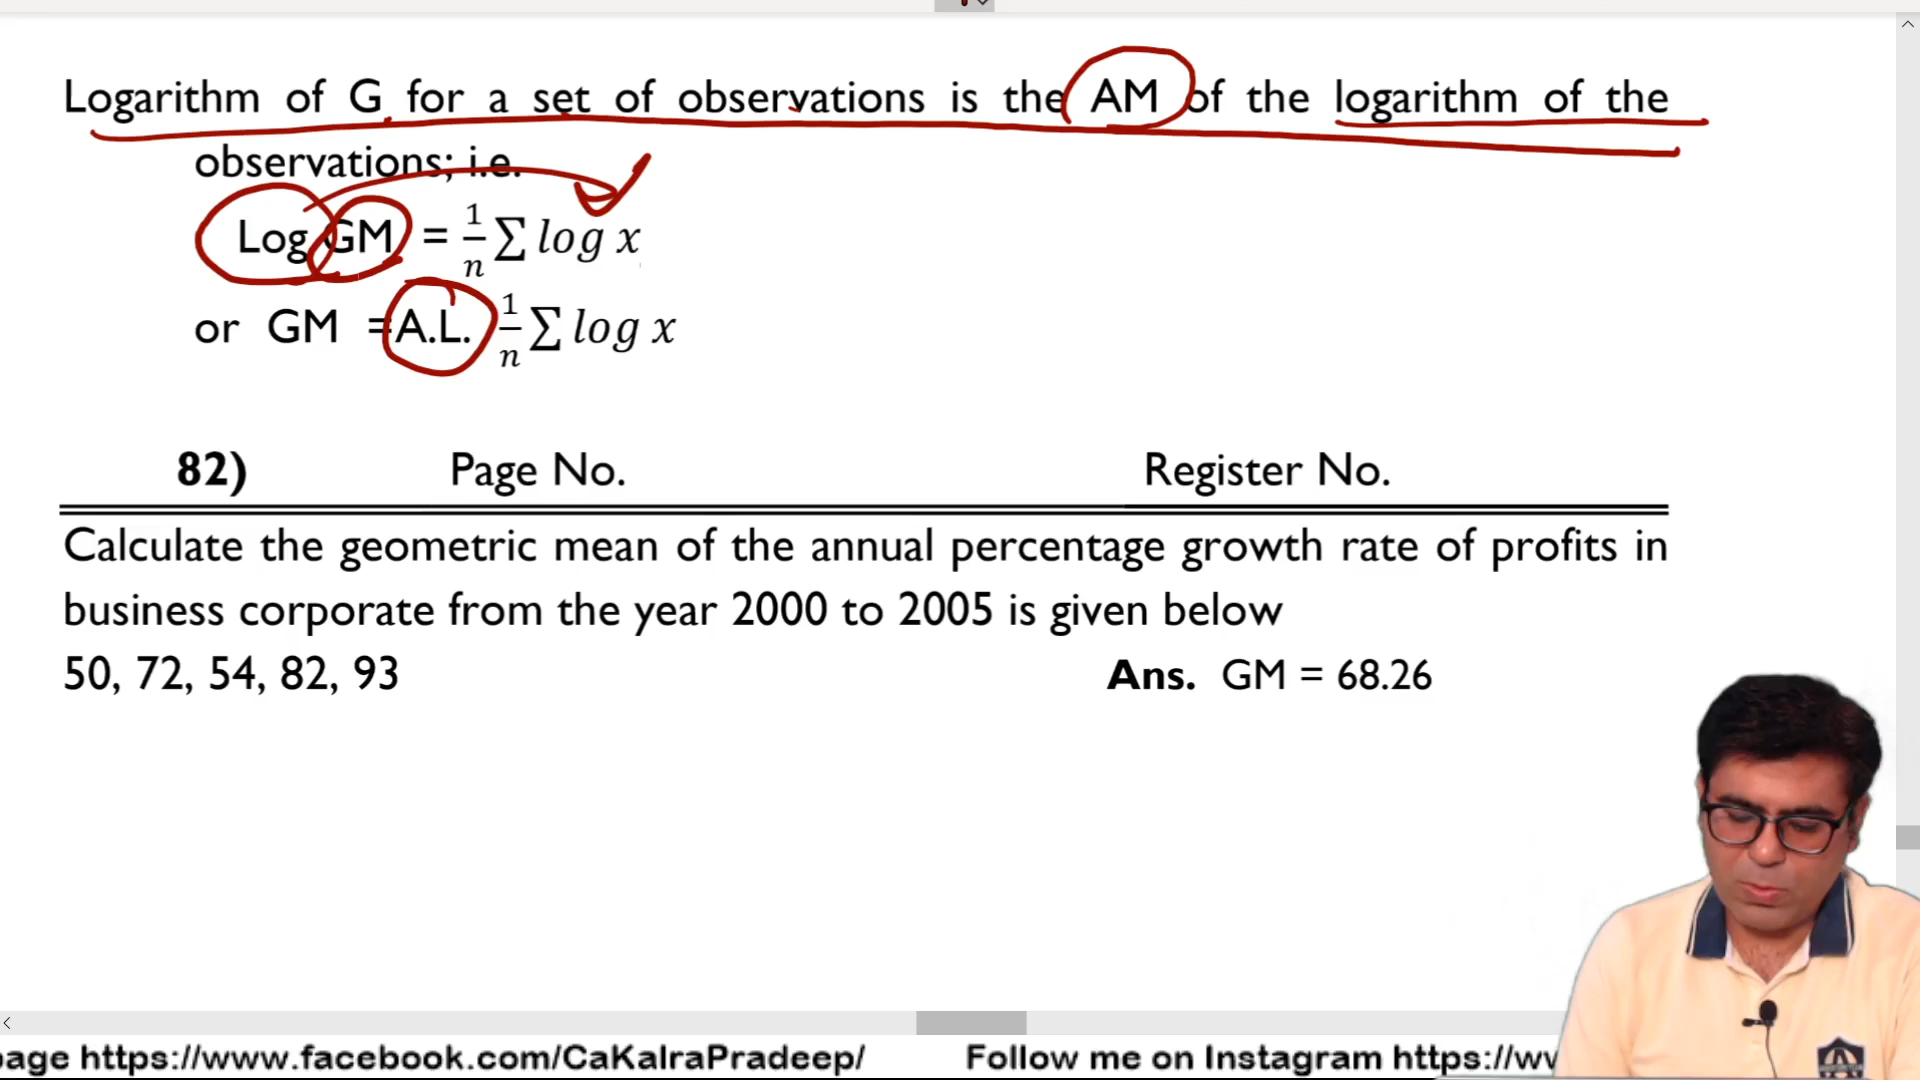 Logarithm of G for a set of observations is the AM of the logarithm of the
observations; i.e.
Log GM = 1/n ∑ log x
or GM = A.L. 1/n ∑ log x
82) Page No. Register No.
Calculate the geometric mean of the annual percentage growth rate of profits in
business corporate from the year 2000 to 2005 is given below
50, 72, 54, 82, 93 Ans. GM = 68.26
page https://www.facebook.com/CaKalraPradeep/ Follow me on Instagram https://